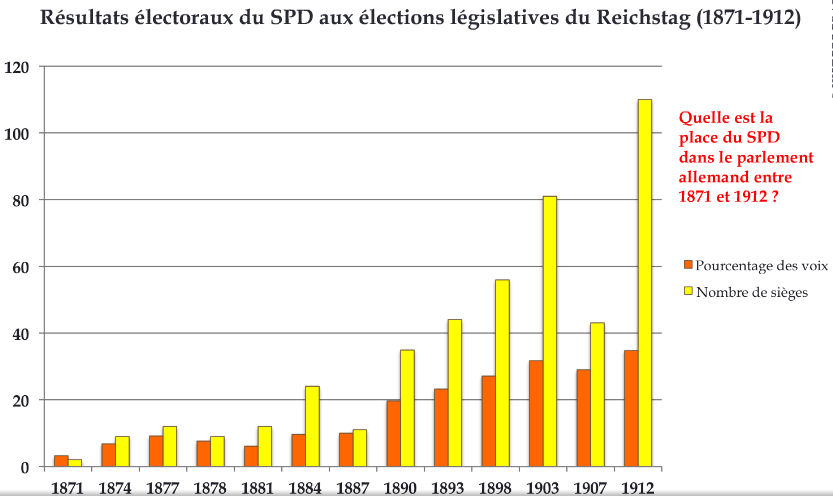 Résultats électoraux du SPD aux élections législatives du Reichstag (1871-1912)
120
100
80
60
40
20
0
1871 1874 1877 1878 1881 1884 1887 1890 1893 1898 1903 1907 1912
Quelle est la
place du SPD
dans le parlement
allemand entre
1871 et 1912 ?
Pourcentage des voix
Nombre de sièges